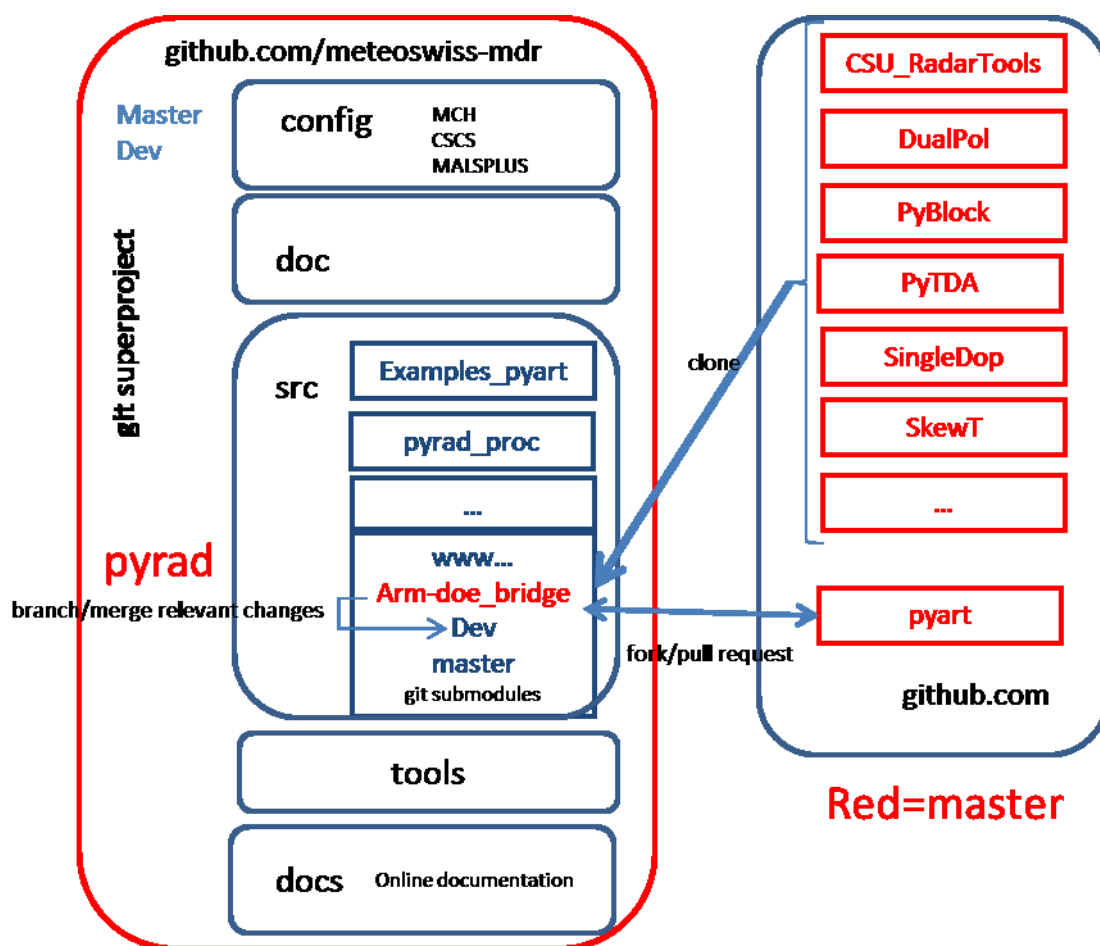 github.com/meteoswiss-mdr
Master
Dev
config
MCH
CSCS
MALSPLUS
git superproject
doc
src
Examples_pyart
pyrad_proc
...
www...
Arm-doe_bridge
Dev
master
git submodules
pyrad
branch/merge relevant changes
tools
docs
Online documentation
clone
fork/pull request
CSU_RadarTools
DualPol
PyBlock
PyTDA
SingleDop
SkewT
...
pyart
github.com
Red=master